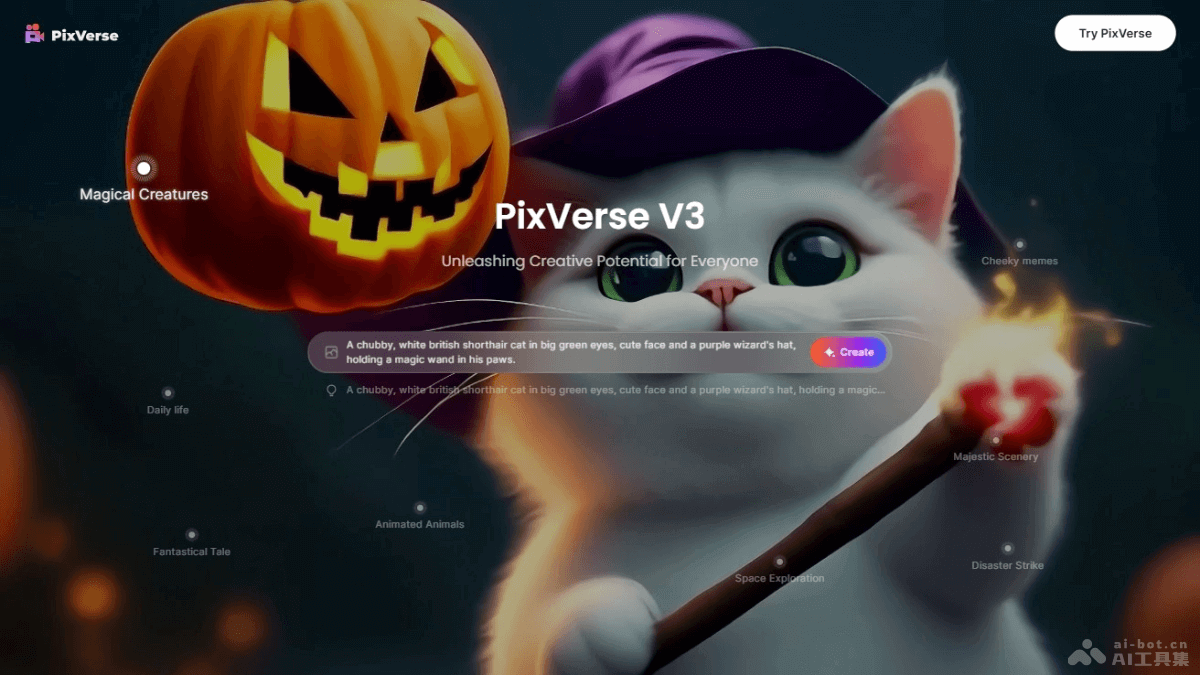 PixVerse
Try PixVerse
Magical Creatures
PixVerse V3
Unleashing Creative Potential for Everyone
Cheeky memes
A chubby, white british shorthair cat in big green eyes, cute face and a purple wizard's hat,
holding a magic wand in his paws.
Create
A chubby, white british shorthair cat in big green eyes, cute face and a purple wizard's hat, holding a magic...
Daily life
Majestic Scenery
Animated Animals
Fantastical Tale
Disaster Strike
Space Exploration
ai-bot.cn
AI工具集